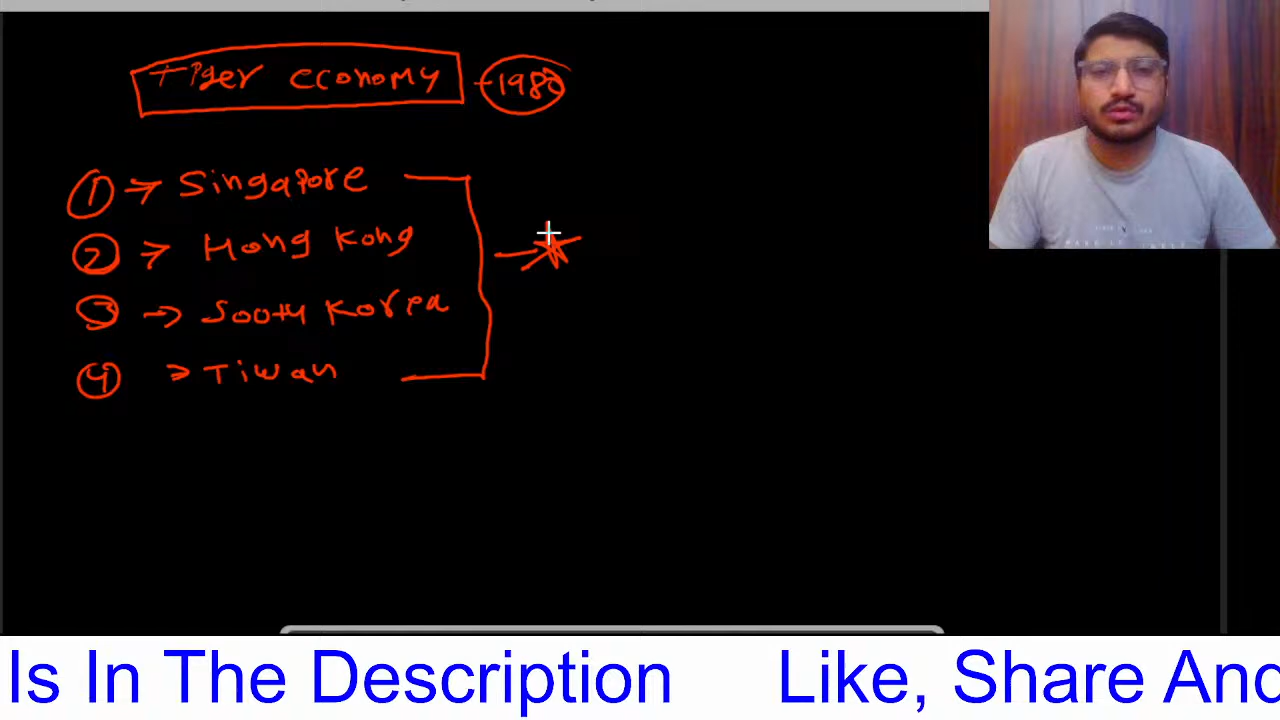 Tiger economy - 1980
1 → Singapore
2 → Hong Kong
3 → South Korea
4 → Tiwan
Is In The Description Like, Share And